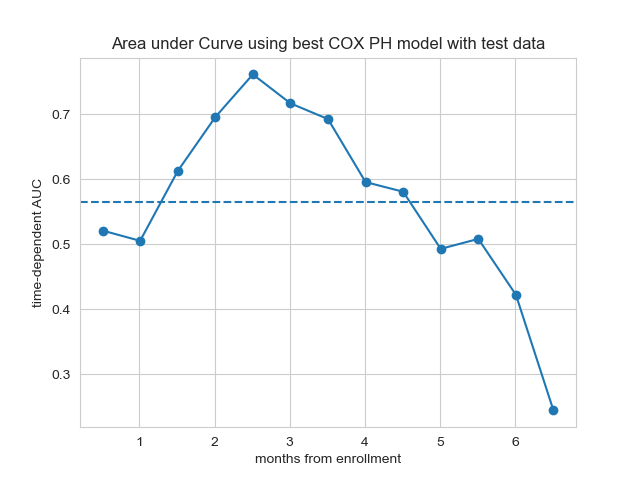 Area under Curve using best COX PH model with test data
time-dependent AUC
0.7
0.6
0.5
0.4
0.3
1 2 3 4 5 6
months from enrollment